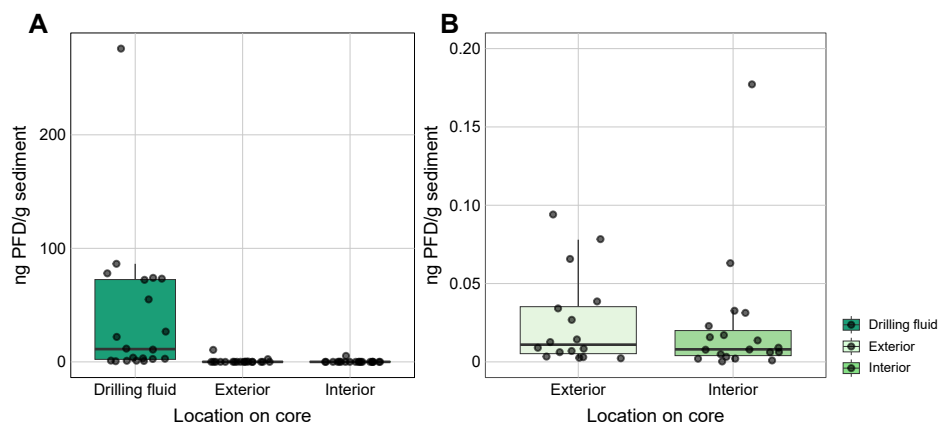 A
ng PFD/g sediment
200
100
0
Drilling fluid Exterior Interior
Location on core
B
ng PFD/g sediment
0.20
0.15
0.10
0.05
0.00
Exterior Interior
Location on core
Drilling fluid
Exterior
Interior